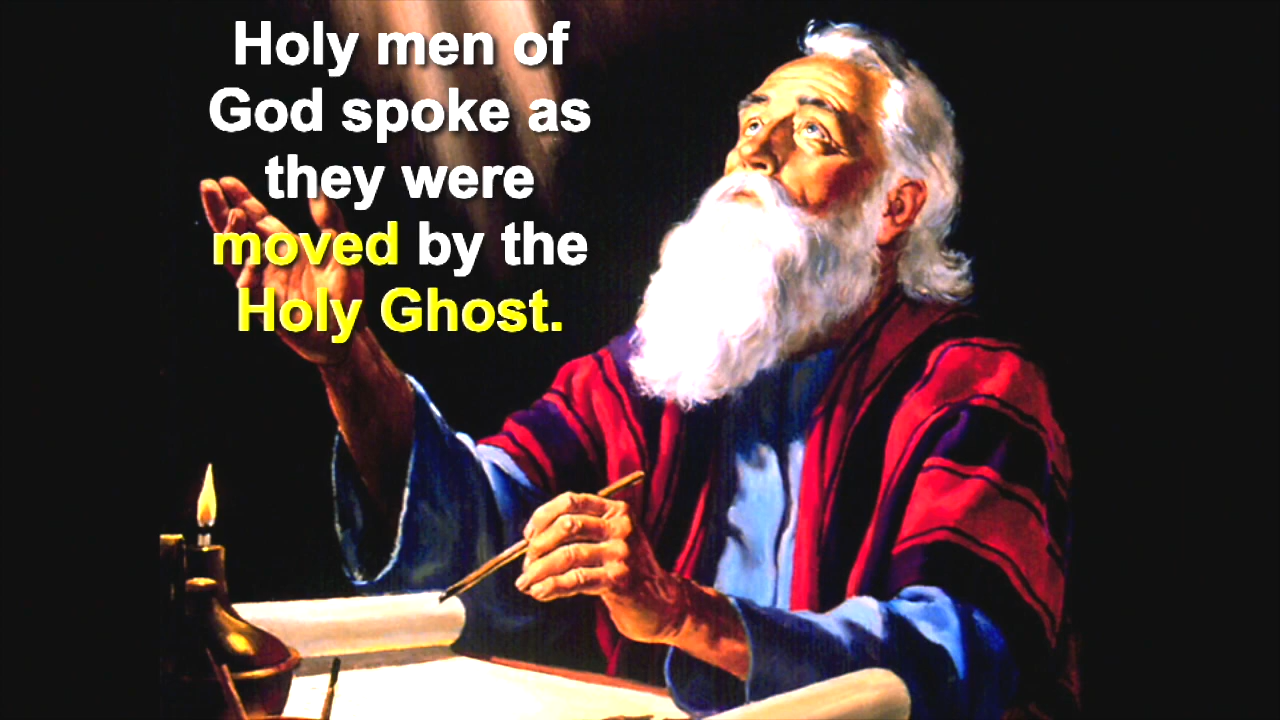 Holy men of
God spoke as
they were
moved by the
Holy Ghost.